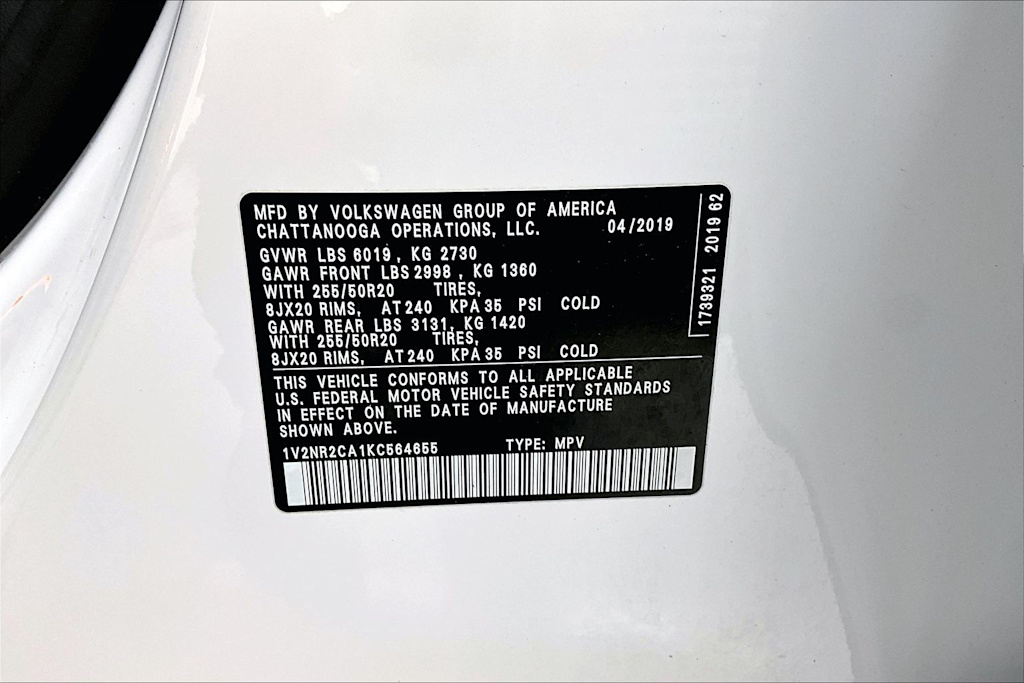 MFD BY VOLKSWAGEN GROUP OF AMERICA
CHATTANOOGA OPERATIONS, LLC. 04/2019
GVWR LBS 6019, KG 2730
GAWR FRONT LBS 2998, KG 1360
WITH 255/50R20 TIRES,
8JX20 RIMS, AT 240 KPA 35 PSI COLD
GAWR REAR LBS 3131, KG 1420
WITH 255/50R20 TIRES,
8JX20 RIMS, AT 240 KPA 35 PSI COLD
THIS VEHICLE CONFORMS TO ALL APPLICABLE
U.S. FEDERAL MOTOR VEHICLE SAFETY STANDARDS
IN EFFECT ON THE DATE OF MANUFACTURE
SHOWN ABOVE.
1V2NR2CA1KC564655 TYPE: MPV
1739321 2019 62